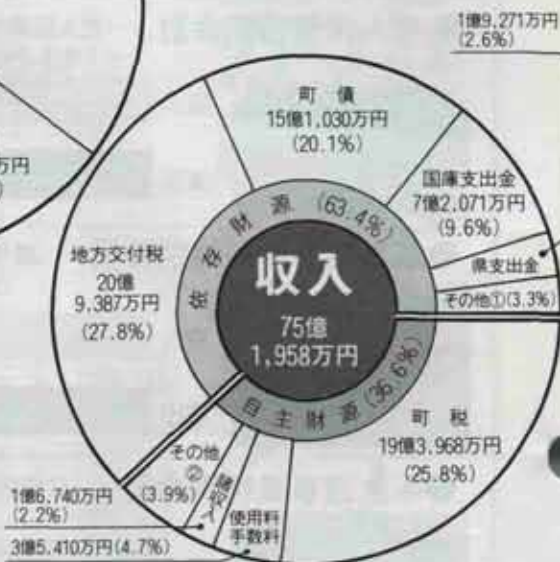 1億9,271万円
(2.6%)
万円
町債
15億1,030万円
(20.1%)
国庫支出金
7億2,071万円
(9.6%)
県支出金
その他①(3.3%)
依存財源(63.4%)
地方交付税
20億
9,387万円
(27.8%)
収入
75億
1,958万円
自主財源(36.6%)
町税
19億3,968万円
(25.8%)
その他
②
(3.9%)
諸収入
使用料
手数料
1億6,740万円
(2.2%)
3億5,410万円(4.7%)